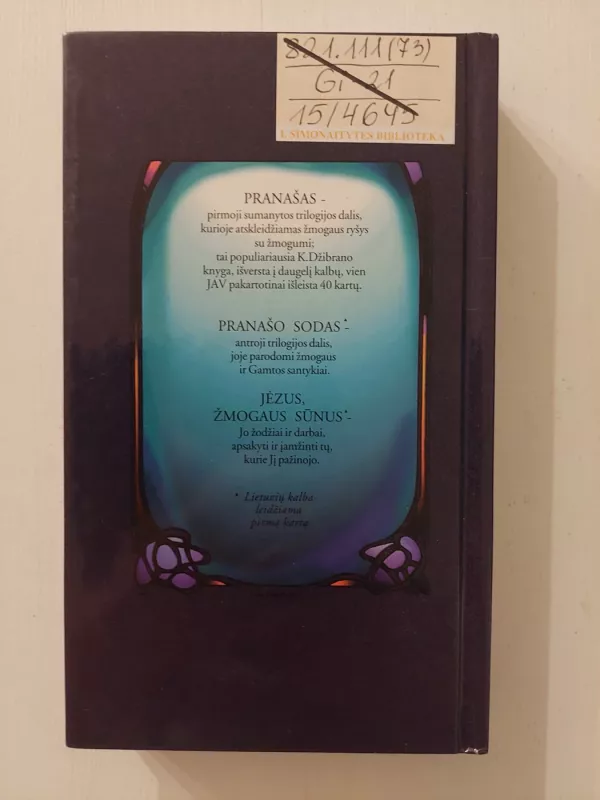 821.111(73)
Gi 21
15/4645
I. SIMONAITYTĖS BIBLIOTEKA
PRANAŠAS -
pirmoji sumanytos trilogijos dalis,
kurioje atskleidžiamas žmogaus ryšys
su žmogumi;
tai populiariausia K.Džibrano
knyga, išversta į daugelį kalbų, vien
JAV pakartotinai išleista 40 kartų.
PRANAŠO SODAS*-
antroji trilogijos dalis,
joje parodomi žmogaus
ir Gamtos santykiai.
JĖZUS,
ŽMOGAUS SŪNUS*-
Jo žodžiai ir darbai,
apsakyti ir įamžinti tų,
kurie Jį pažinojo.
* Lietuvių kalba
leidžiama
pirmą kartą